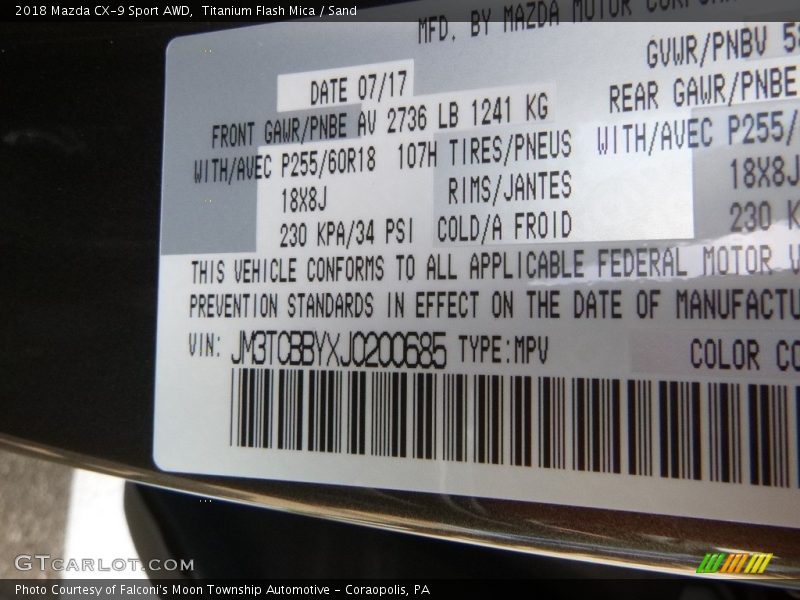 2018 Mazda CX-9 Sport AWD,  Titanium Flash Mica / Sand
MFD. BY MAZDA MOTOR
GVWR/PNBV
DATE 07/17
REAR GAWR/PNBE
FRONT GAWR/PNBE AV 2736 LB 1241 KG
WITH/AVEC P255/
WITH/AVEC P255/60R18 107H TIRES/PNEUS
18X8J
18X8J RIMS/JANTES
230
230 KPA/34 PSI COLD/A FROID
THIS VEHICLE CONFORMS TO ALL APPLICABLE FEDERAL MOTOR
PREVENTION STANDARDS IN EFFECT ON THE DATE OF MANUFACTU
VIN: JM3TCBBYXJ0200685 TYPE:MPV
COLOR
GTCARLOT.COM
Photo Courtesy of Falconi's Moon Township Automotive - Coraopolis, PA